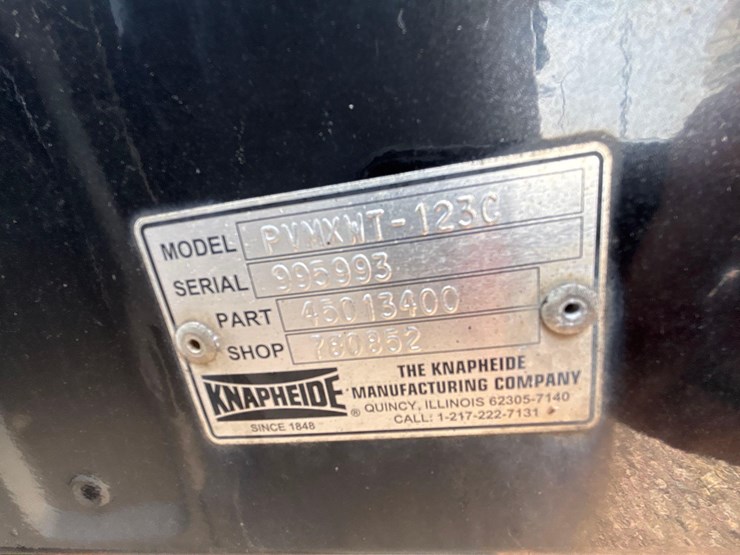 MODEL PVMXWT-123C
SERIAL 995993
PART 45013400
SHOP 780852
KNAPHEIDE ®
SINCE 1848
THE KNAPHEIDE
MANUFACTURING COMPANY
QUINCY, ILLINOIS 62305-7140
CALL: 1-217-222-7131